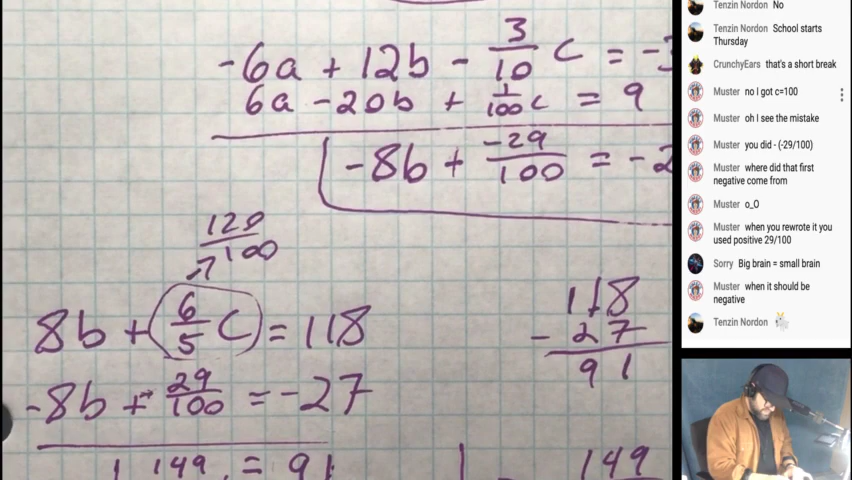 -6a + 12b - 3/10 C = -3
6a - 20b + 1/100 c = 9
-8b + -29/100 = -2
120/100
8b + 6/5 C = 118
-8b + 29/100 = -27
149 = 91
118
- 27
91
149
Tenzin Nordon No
Tenzin Nordon School starts
Thursday
CrunchyEars that's a short break
Muster no I got c=100
Muster oh I see the mistake
Muster you did - (-29/100)
Muster where did that first
negative come from
Muster o_O
Muster when you rewrote it you
used positive 29/100
Sorry Big brain = small brain
Muster when it should be
negative
Tenzin Nordon